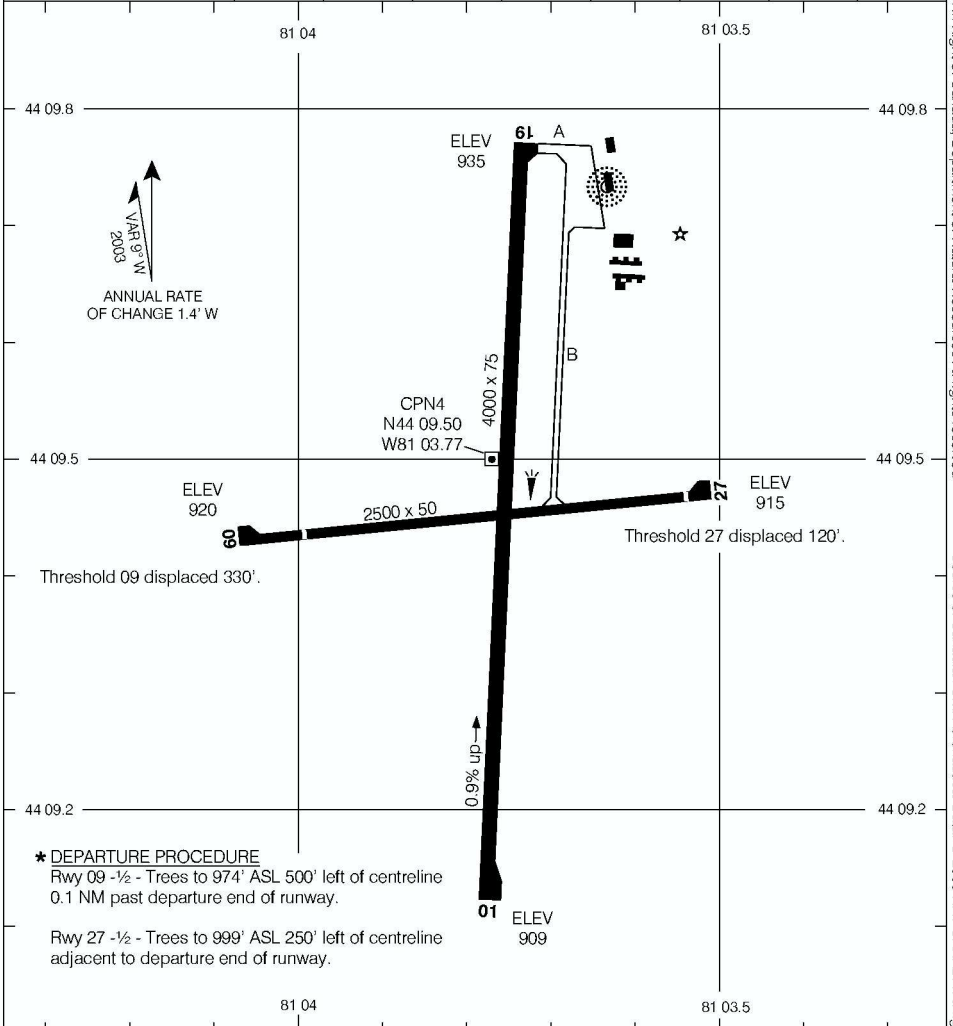 81 04
81 03.5
44 09.8
44 09.8
ELEV
935
19
A
VAR 9° W
2003
ANNUAL RATE
OF CHANGE 1.4' W
B
4000 x 75
CPN4
N44 09.50
W81 03.77
44 09.5
44 09.5
ELEV
920
2500 x 50
27
ELEV
915
09
Threshold 27 displaced 120'.
Threshold 09 displaced 330'.
0.9% up
44 09.2
44 09.2
* DEPARTURE PROCEDURE
Rwy 09 -½ - Trees to 974' ASL 500' left of centreline
0.1 NM past departure end of runway.
Rwy 27 -½ - Trees to 999' ASL 250' left of centreline
adjacent to departure end of runway.
01
ELEV
909
81 04
81 03.5